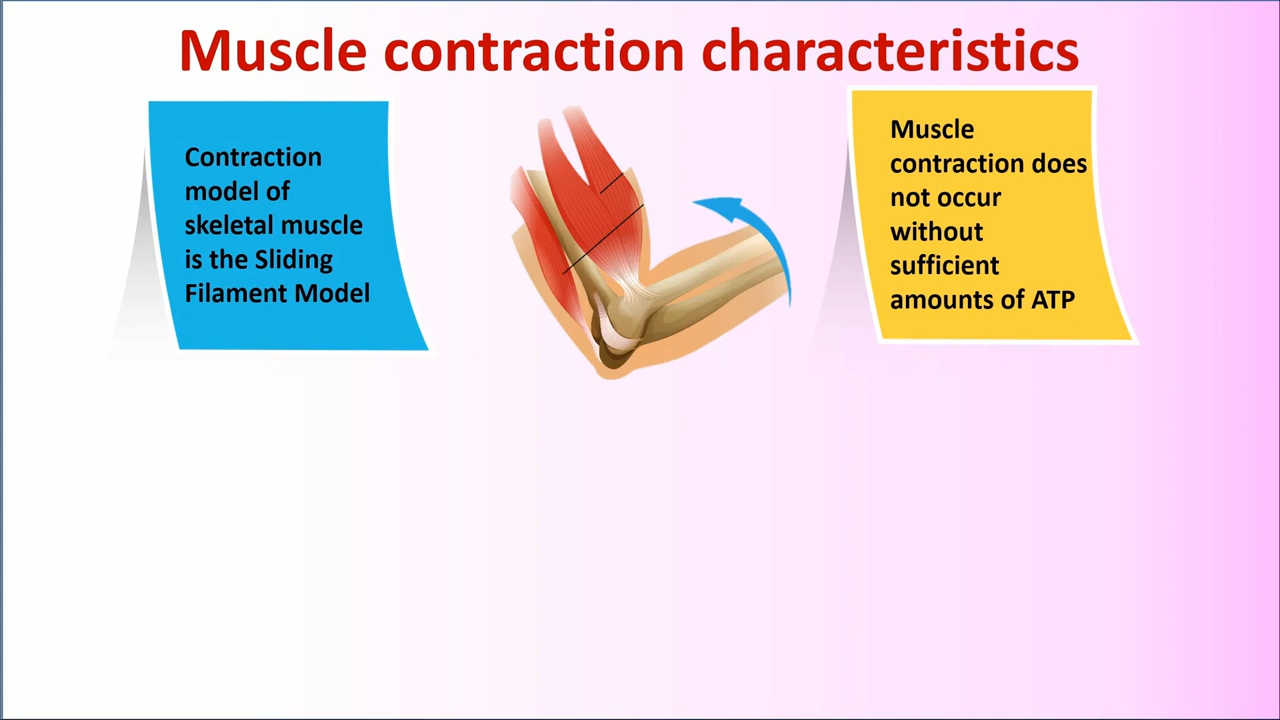 Muscle contraction characteristics
Contraction
model of
skeletal muscle
is the Sliding
Filament Model
Muscle
contraction does
not occur
without
sufficient
amounts of ATP